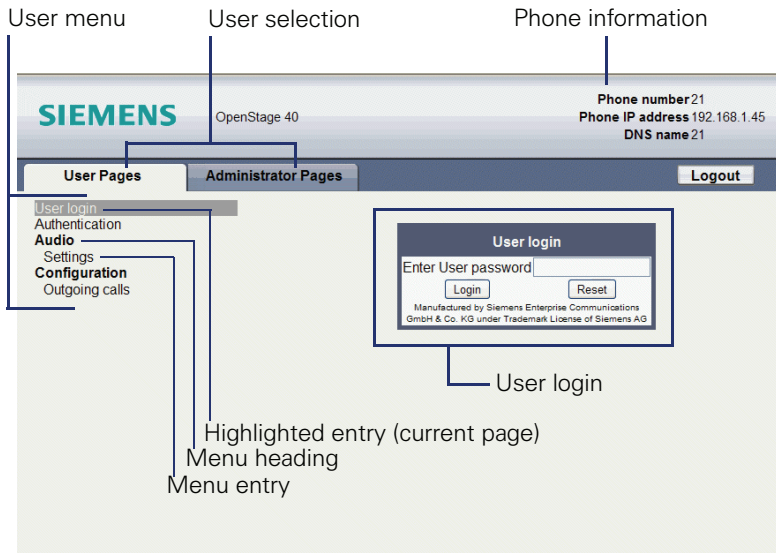 User menu
User selection
Phone information
SIEMENS
OpenStage 40
Phone number 21
Phone IP address 192.168.1.45
DNS name 21
User Pages
Administrator Pages
Logout
User login
Authentication
Audio
Settings
Configuration
Outgoing calls
User login
Enter User password
Login
Reset
Manufactured by Siemens Enterprise Communications
GmbH & Co. KG under Trademark License of Siemens AG
User login
Highlighted entry (current page)
Menu heading
Menu entry